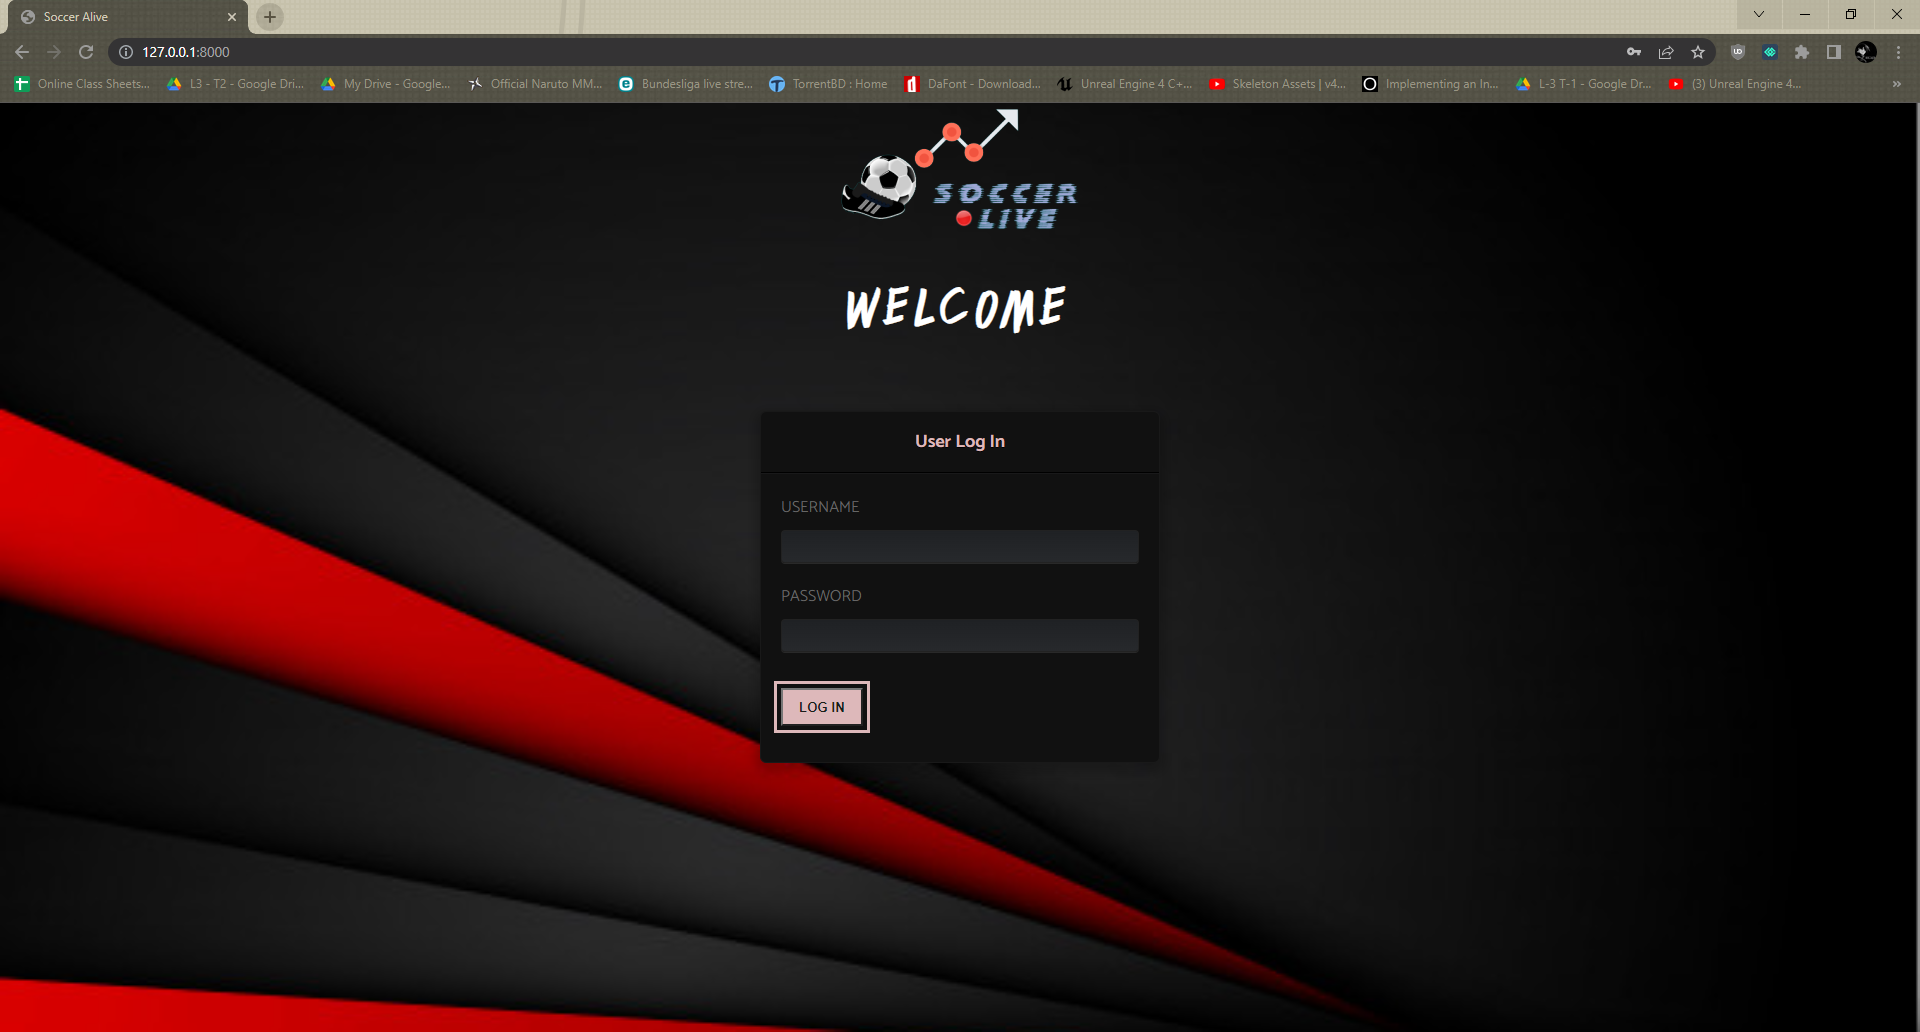 Soccer Alive
127.0.0.1:8000
Online Class Sheets...
L3 - T2 - Google Dri...
My Drive - Google...
Official Naruto MM...
Bundesliga live stre...
TorrentBD : Home
DaFont - Download...
Unreal Engine 4 C+...
Skeleton Assets | v4...
Implementing an In...
L-3 T-1 - Google Dr...
(3) Unreal Engine 4...
SOCCER
LIVE
WELCOME
User Log In
USERNAME
PASSWORD
LOG IN